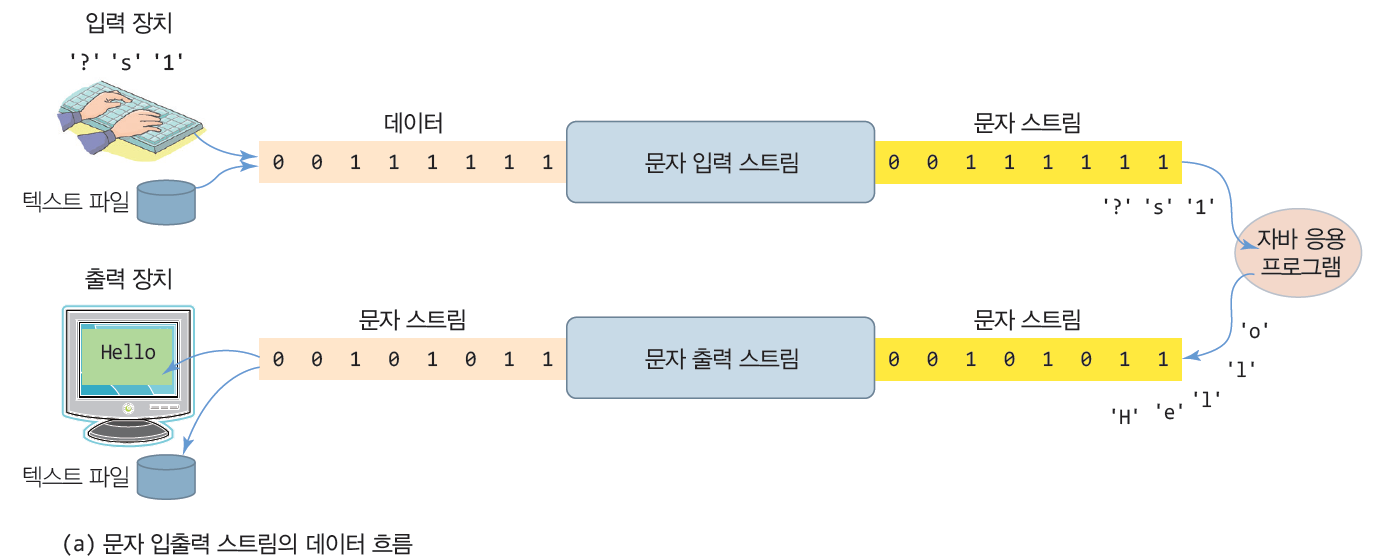 입력 장치
'?' 's' '1'
데이터
문자 스트림
0 0 1 1 1 1 1 1
문자 입력 스트림
0 0 1 1 1 1 1 1
텍스트 파일
'?' 's' '1'
자바 응용
프로그램
출력 장치
Hello
문자 스트림
문자 스트림
0 0 1 0 1 0 1 1
문자 출력 스트림
0 0 1 0 1 0 1 1
'o'
'l'
'l'
'e'
'H'
텍스트 파일
(a) 문자 입출력 스트림의 데이터 흐름